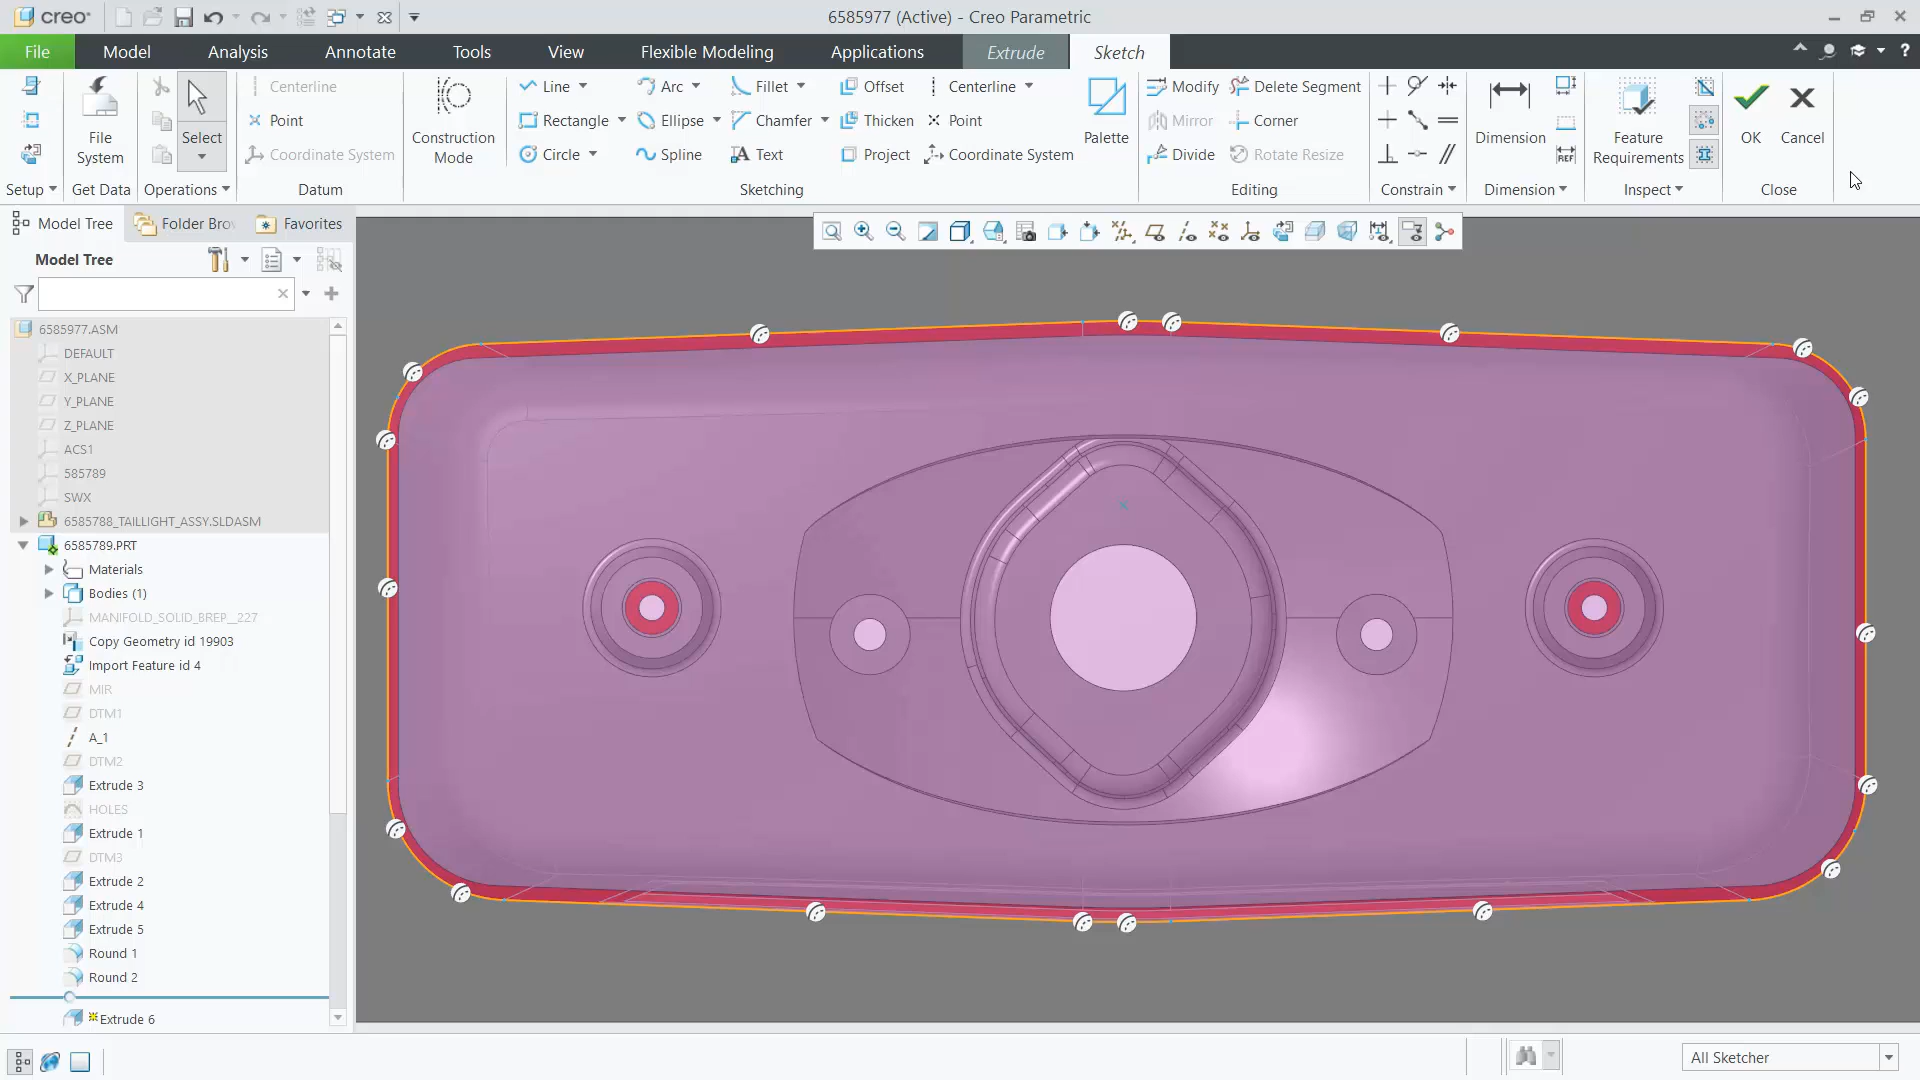 creo
6585977 (Active) - Creo Parametric
File Model Analysis Annotate Tools View Flexible Modeling Applications Extrude Sketch
Centerline Line Arc Fillet Offset Centerline Modify Delete Segment
Point Rectangle Ellipse Chamfer Thicken Point Mirror Corner
File System Select Construction Mode Palette Dimension Feature Requirements OK Cancel
Coordinate System Circle Spline Text Project Coordinate System Divide Rotate Resize
Setup Get Data Operations Datum Sketching Editing Constrain Dimension Inspect Close
REF
Model Tree Folder Bro Favorites
Model Tree
6585977.ASM
DEFAULT
X_PLANE
Y_PLANE
Z_PLANE
ACS1
585789
SWX
6585788_TAILLIGHT_ASSY.SLDASM
6585789.PRT
Materials
Bodies (1)
MANIFOLD_SOLID_BREP__227
Copy Geometry id 19903
Import Feature id 4
MIR
DTM1
A_1
DTM2
Extrude 3
HOLES
Extrude 1
DTM3
Extrude 2
Extrude 4
Extrude 5
Round 1
Round 2
Extrude 6
All Sketcher